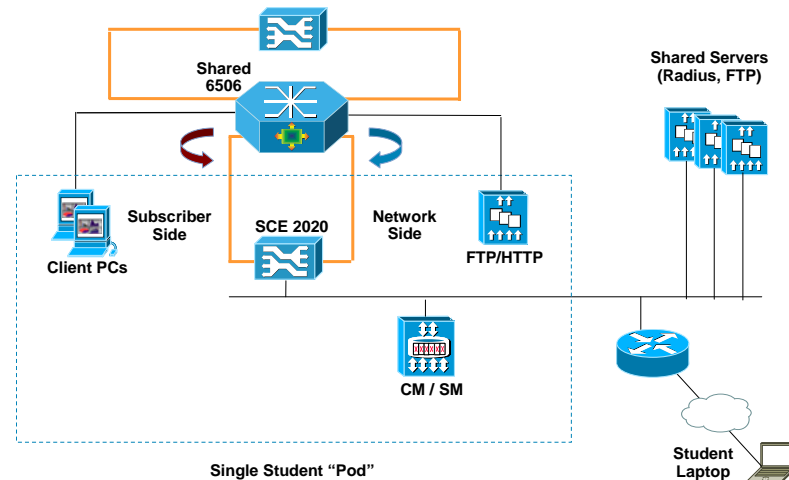 Shared
6506
Shared Servers
(Radius, FTP)
Subscriber
Side
Network
Side
SCE 2020
Client PCs
FTP/HTTP
CM / SM
Student
Laptop
Single Student “Pod”